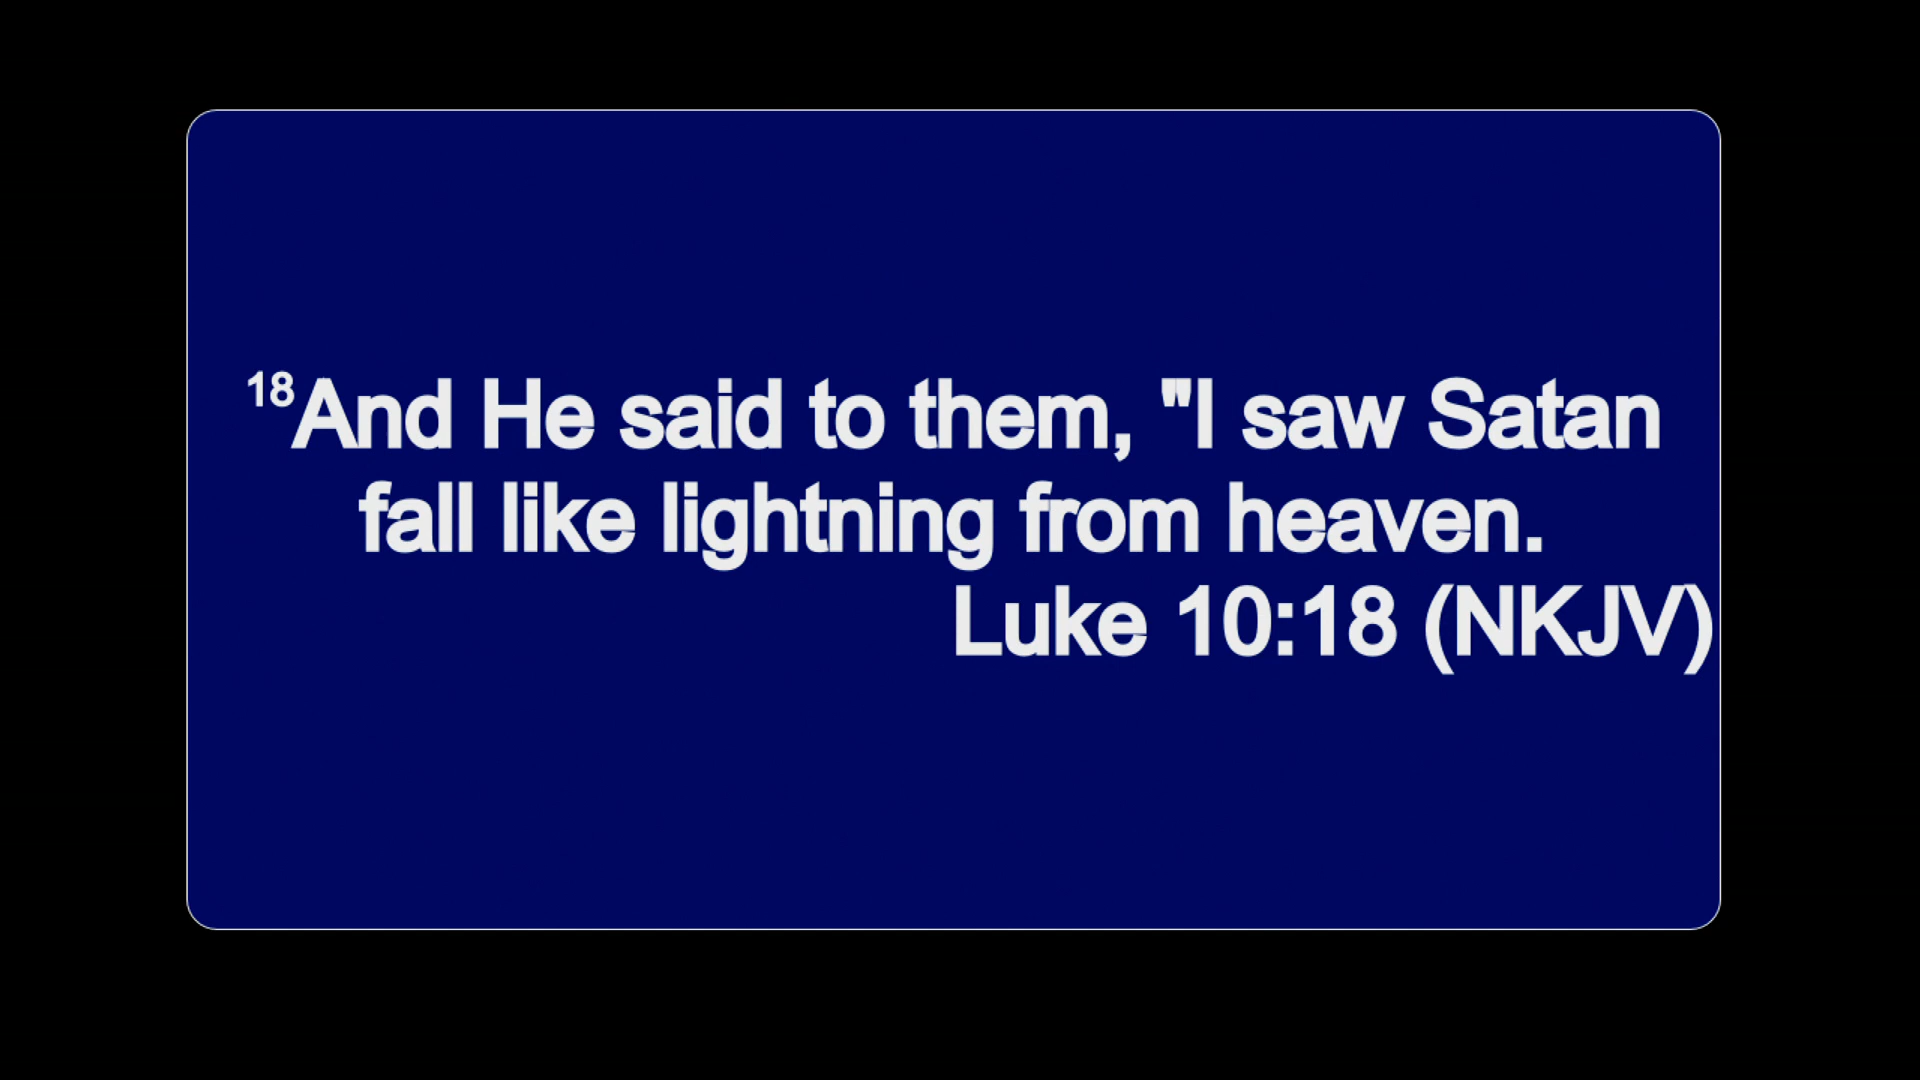 18And He said to them, "I saw Satan
fall like lightning from heaven.
Luke 10:18 (NKJV)